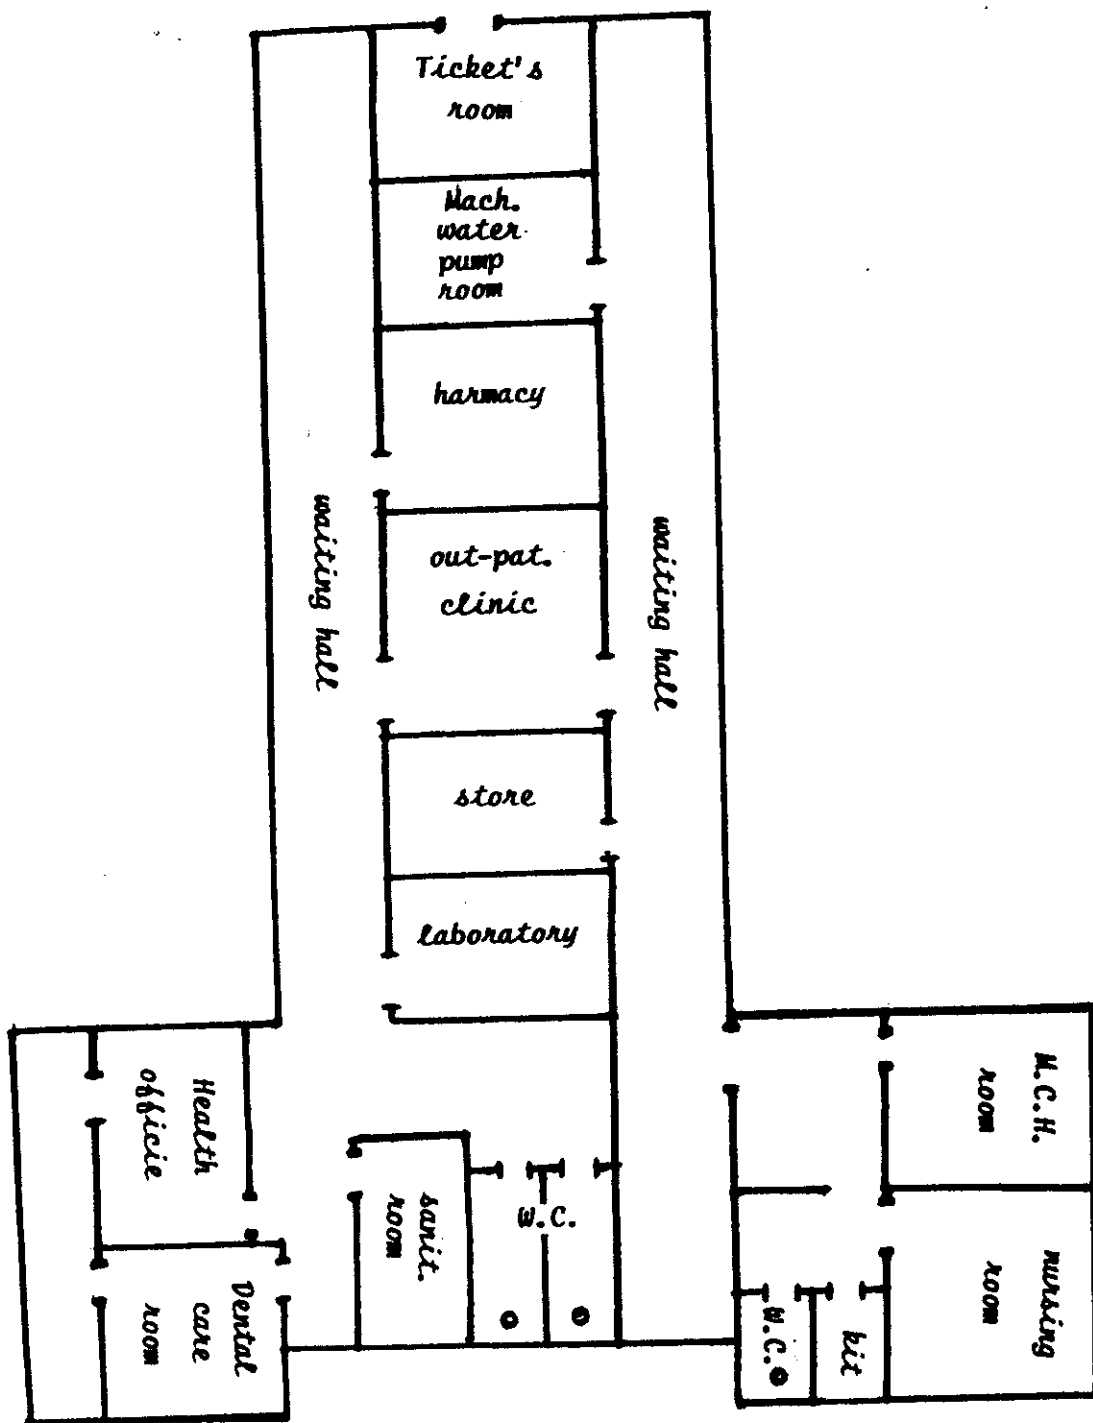 Ticket's
room
Mach.
water
pump
room
harmacy
out-pat.
clinic
waiting hall
waiting hall
store
laboratory
Health
officie
M.C.H.
room
sanit.
room
W.C.
Dental
care
room
W.C.
kit
nursing
room